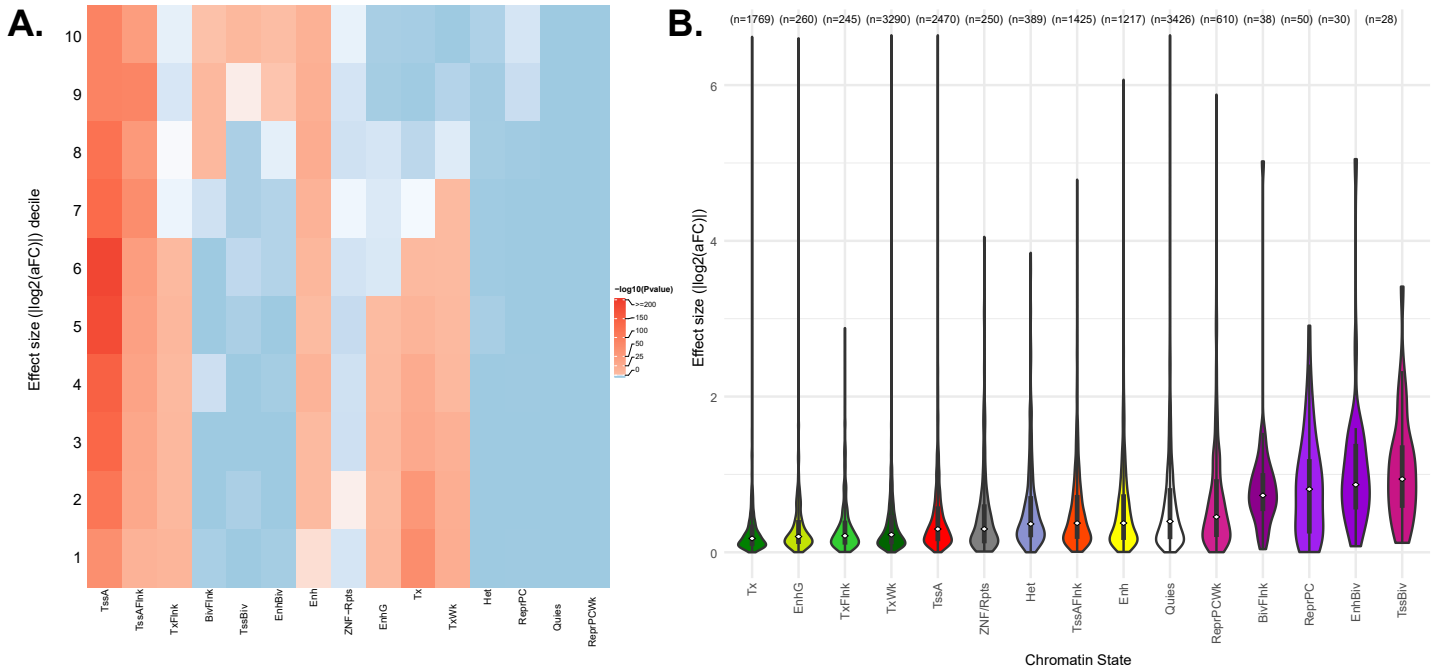 A.
10
9
8
7
6
5
4
3
2
1
Effect size (|log2(aFC)|) decile
TssA
TssAFlnk
TxFlnk
BivFlnk
TssBiv
EnhBiv
Enh
ZNF-Rpts
EnhG
Tx
TxWk
Het
ReprPC
Quies
ReprPCWk
−log10(Pvalue)
>=200
150
100
50
25
0
B.
(n=1769) (n=260) (n=245) (n=3290) (n=2470) (n=250) (n=389) (n=1425) (n=1217) (n=3426) (n=610) (n=38) (n=50) (n=30) (n=28)
6
4
2
0
Effect size (|log2(aFC)|)
Tx
EnhG
TxFlnk
TxWk
TssA
ZNF/Rpts
Het
TssAFlnk
Enh
Quies
ReprPCWk
BivFlnk
ReprPC
EnhBiv
TssBiv
Chromatin State